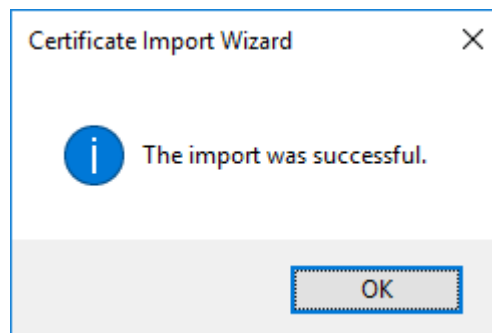 Certificate Import Wizard
The import was successful.
OK